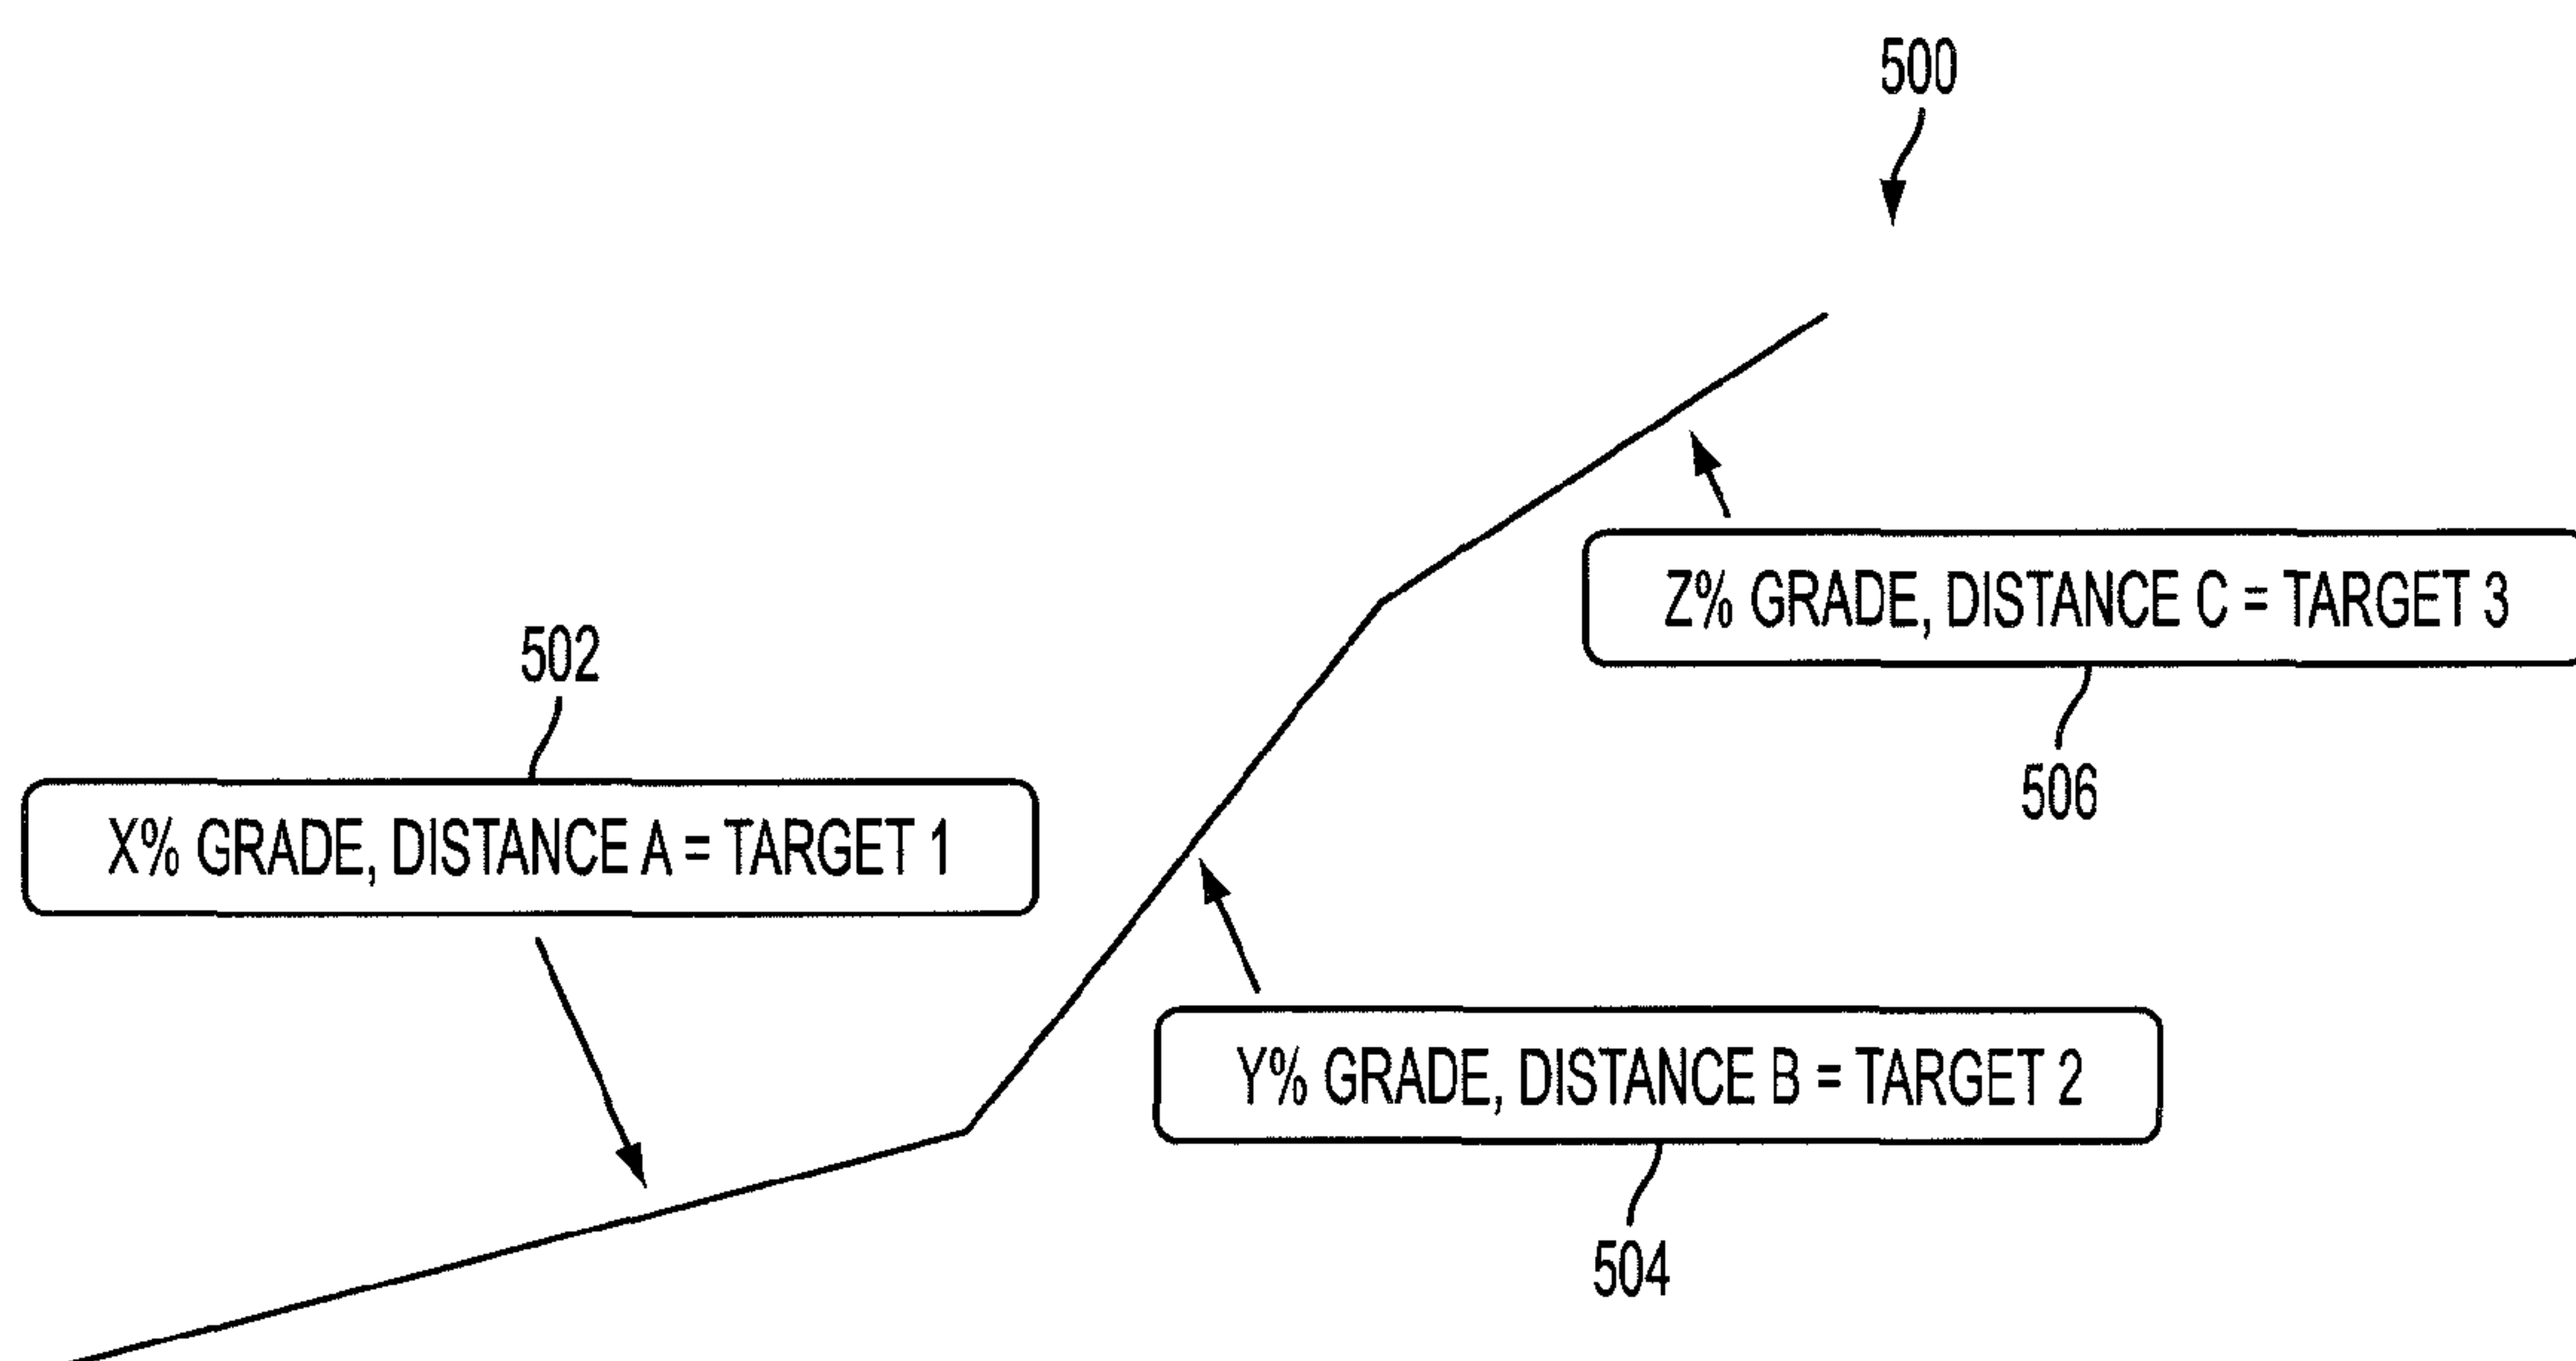 500
Z% GRADE, DISTANCE C = TARGET 3
506
502
X% GRADE, DISTANCE A = TARGET 1
Y% GRADE, DISTANCE B = TARGET 2
504